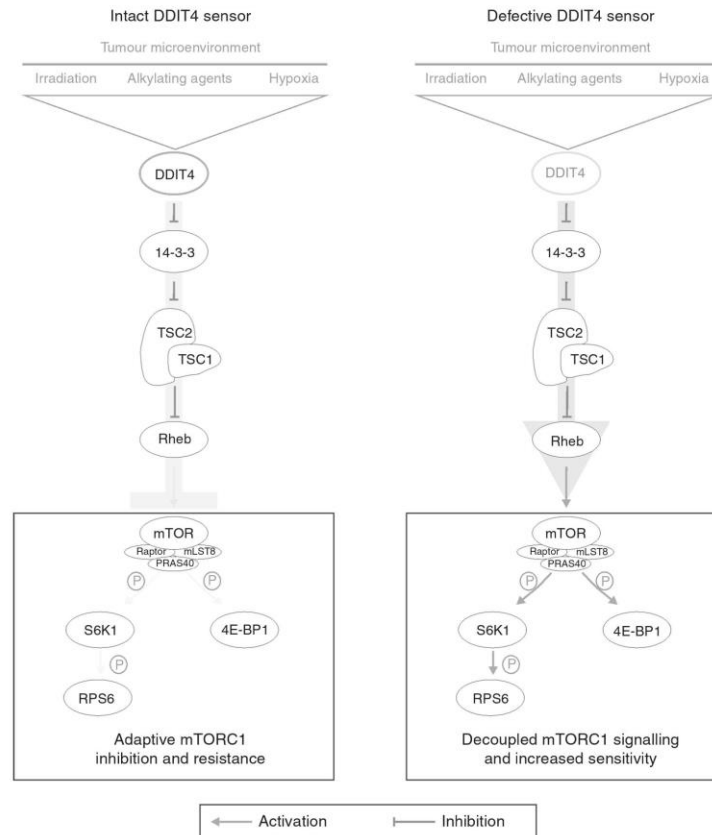 Intact DDIT4 sensor
Tumour microenvironment
Irradiation Alkylating agents Hypoxia
DDIT4
14-3-3
TSC2
TSC1
Rheb
mTOR
Raptor mLST8
PRAS40
P P
S6K1 4E-BP1
P
RPS6
Adaptive mTORC1
inhibition and resistance
Defective DDIT4 sensor
Tumour microenvironment
Irradiation Alkylating agents Hypoxia
DDIT4
14-3-3
TSC2
TSC1
Rheb
mTOR
Raptor mLST8
PRAS40
P P
S6K1 4E-BP1
P
RPS6
Decoupled mTORC1 signalling
and increased sensitivity
Activation Inhibition